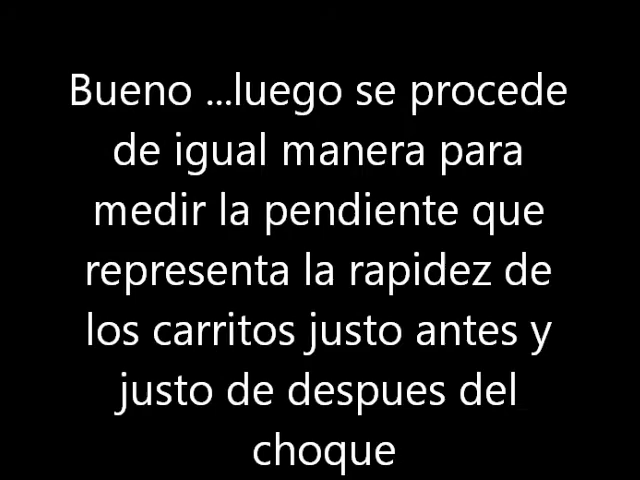 Bueno ...luego se procede
de igual manera para
medir la pendiente que
representa la rapidez de
los carritos justo antes y
justo de despues del
choque